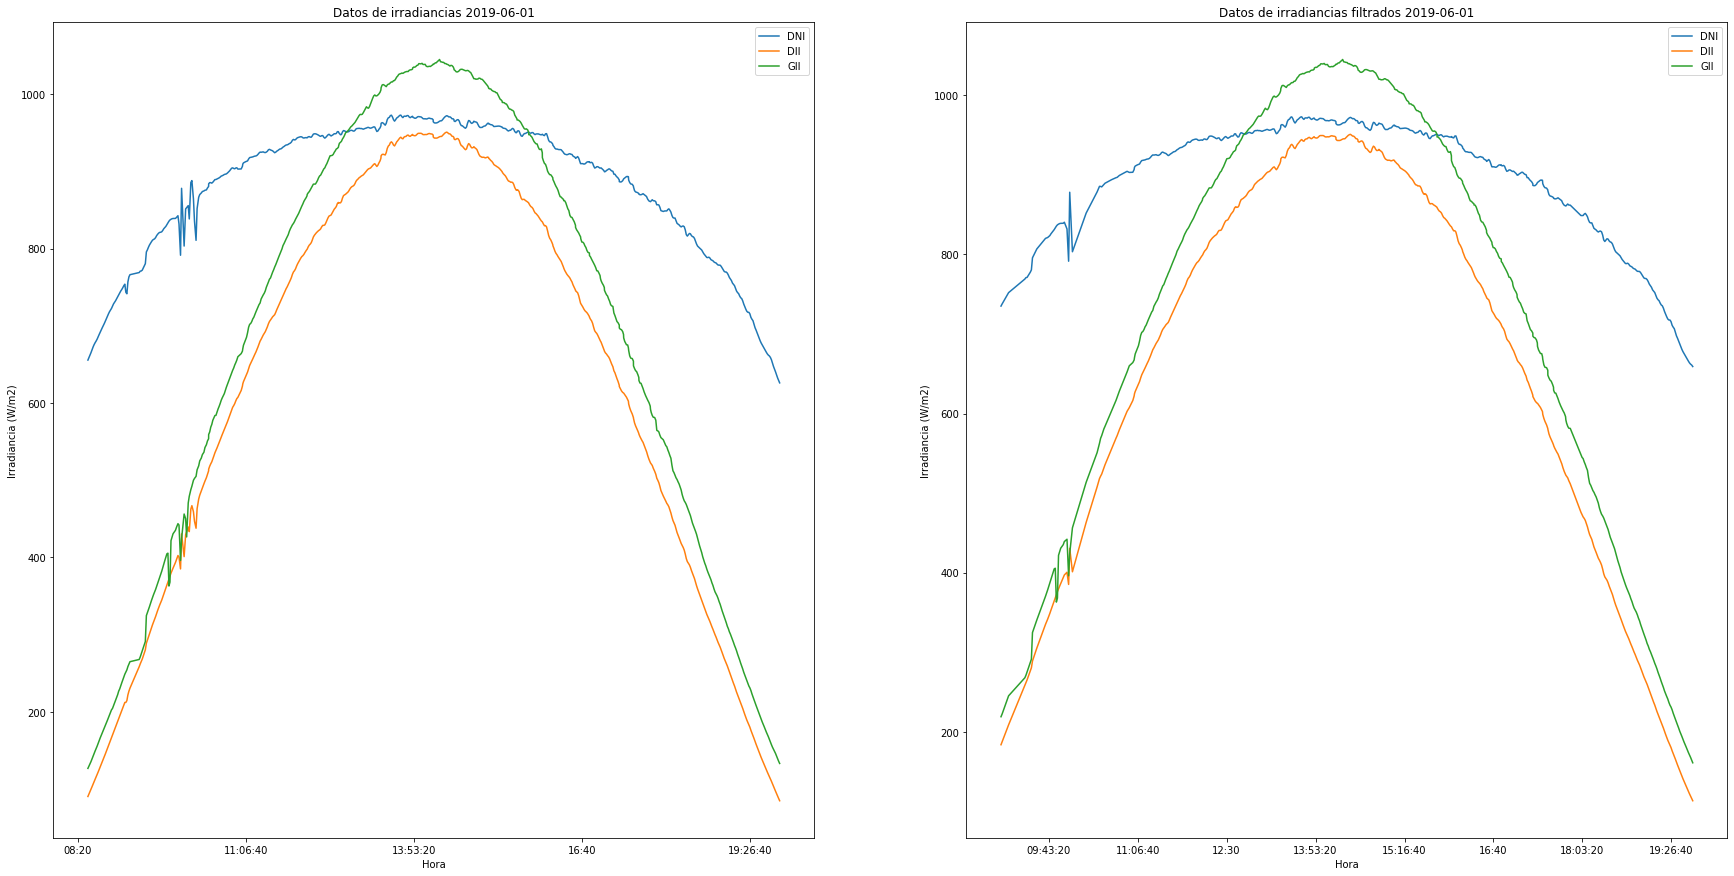 Datos de irradiancias 2019-06-01
DNI
DII
GII
1000
800
600
400
200
Irradiancia (W/m2)
08:20
11:06:40
13:53:20
16:40
19:26:40
Hora
Datos de irradiancias filtrados 2019-06-01
DNI
DII
GII
1000
800
600
400
200
Irradiancia (W/m2)
09:43:20
11:06:40
12:30
13:53:20
15:16:40
16:40
18:03:20
19:26:40
Hora